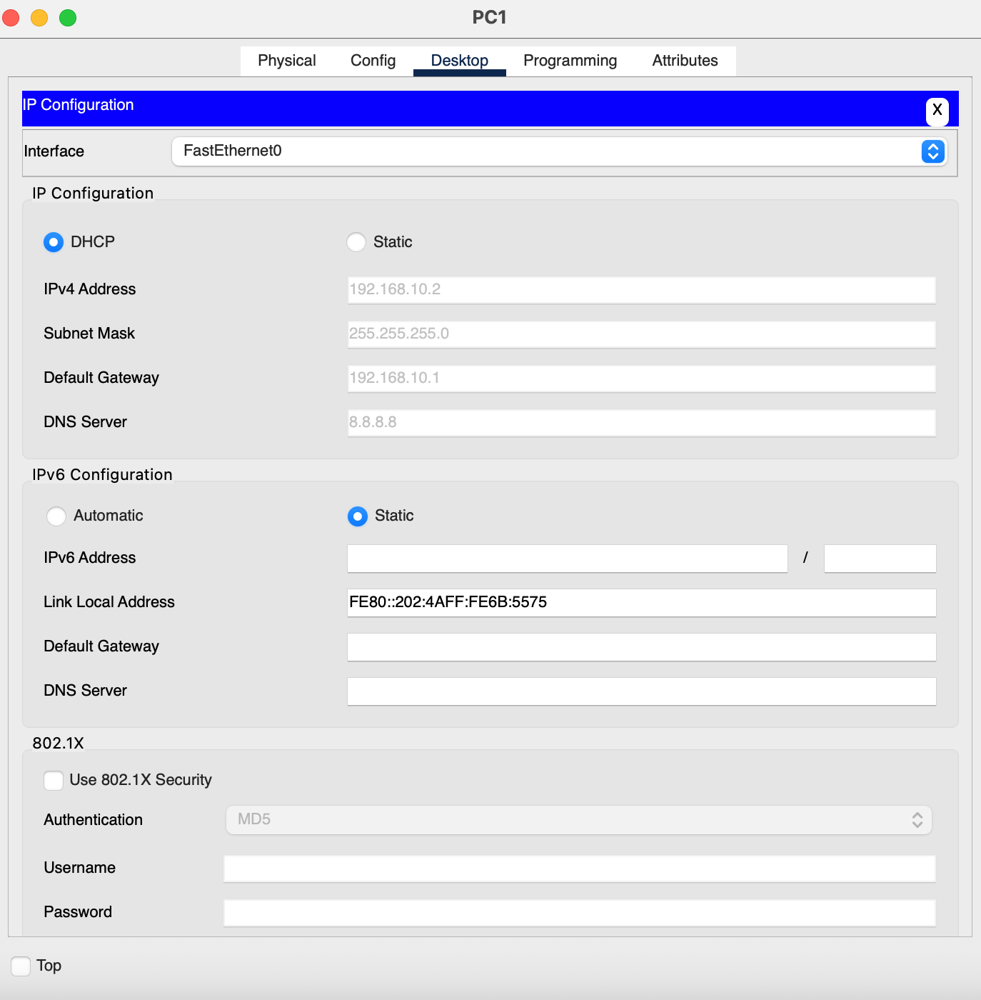 PC1
Physical Config Desktop Programming Attributes
IP Configuration X
Interface FastEthernet0
IP Configuration
DHCP Static
IPv4 Address 192.168.10.2
Subnet Mask 255.255.255.0
Default Gateway 192.168.10.1
DNS Server 8.8.8.8
IPv6 Configuration
Automatic Static
IPv6 Address /
Link Local Address FE80::202:4AFF:FE6B:5575
Default Gateway
DNS Server
802.1X
Use 802.1X Security
Authentication MD5
Username
Password
Top